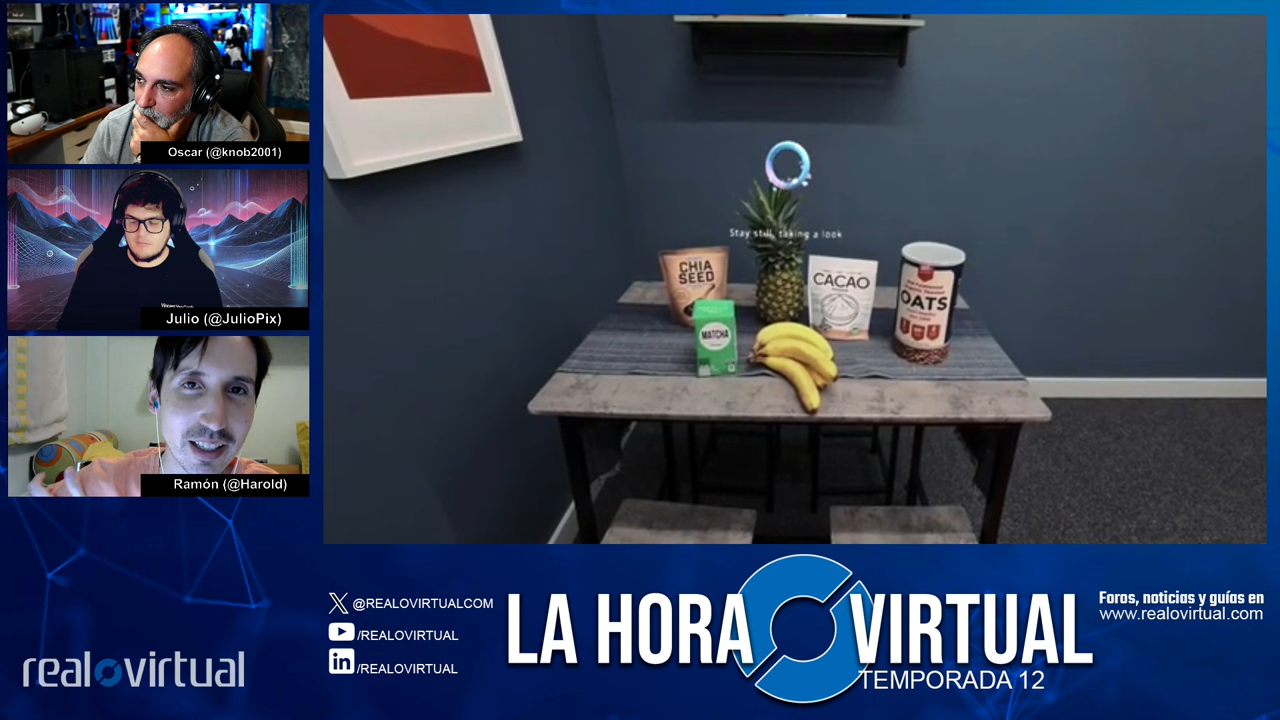 Oscar (@knob2001)
Julio (@JulioPix)
Ramón (@Harold)
Stay still, taking a look
CHIA
SEED
MATCHA
CACAO
OATS
@REALOVIRTUALCOM
/REALOVIRTUAL
in /REALOVIRTUAL
LA HORA VIRTUAL
TEMPORADA 12
Foros, noticias y guías en
www.realovirtual.com
realovirtual